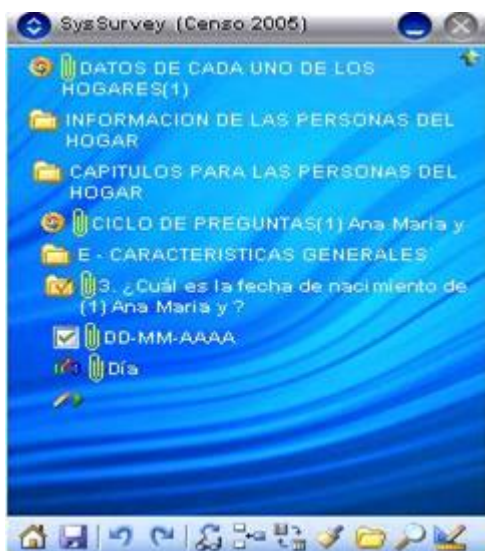 SysSurvey (Censo 2005)
DATOS DE CADA UNO DE LOS
HOGARES(1)
INFORMACION DE LAS PERSONAS DEL
HOGAR
CAPITULOS PARA LAS PERSONAS DEL
HOGAR
CICLO DE PREGUNTAS(1) Ana Maria y
E - CARACTERISTICAS GENERALES
3. ¿Cuál es la fecha de nacimiento de
(1) Ana Maria y ?
DD-MM-AAAA
Día